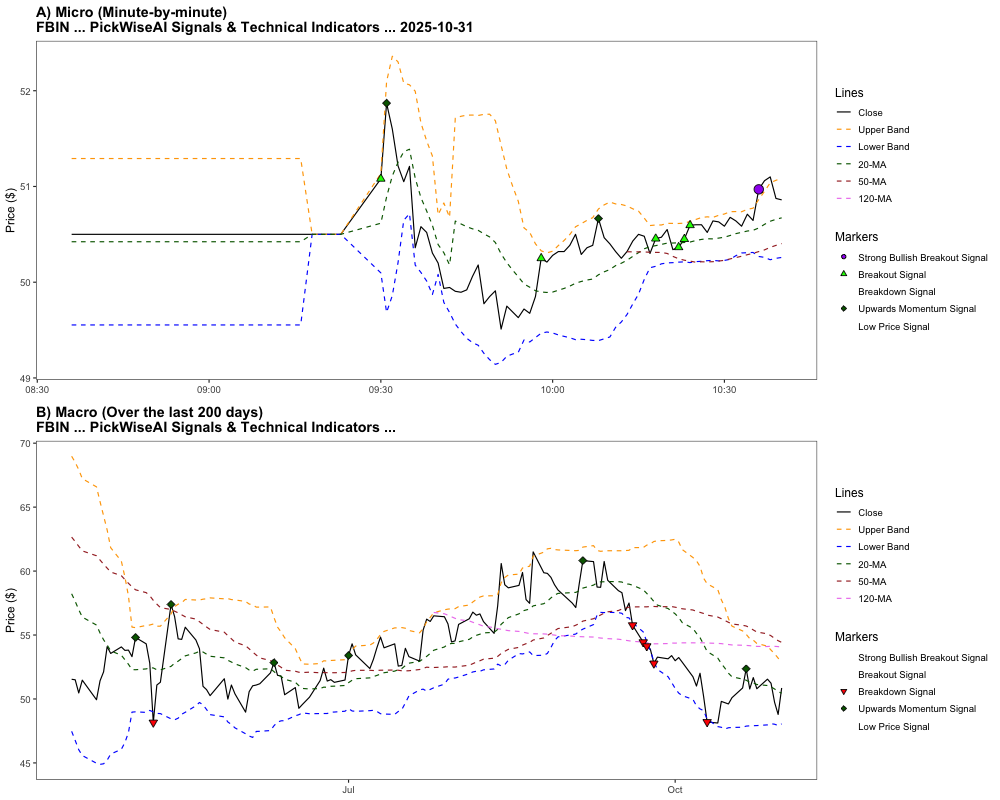 A) Micro (Minute-by-minute)
FBIN ... PickWiseAI Signals & Technical Indicators ... 2025-10-31
52
51
50
49
Price ($)
08:30
09:00
09:30
10:00
10:30
Lines
Close
Upper Band
Lower Band
20-MA
50-MA
120-MA
Markers
Strong Bullish Breakout Signal
Breakout Signal
Breakdown Signal
Upwards Momentum Signal
Low Price Signal
B) Macro (Over the last 200 days)
FBIN ... PickWiseAI Signals & Technical Indicators ...
70
65
60
55
50
45
Price ($)
Jul
Oct
Lines
Close
Upper Band
Lower Band
20-MA
50-MA
120-MA
Markers
Strong Bullish Breakout Signal
Breakout Signal
Breakdown Signal
Upwards Momentum Signal
Low Price Signal